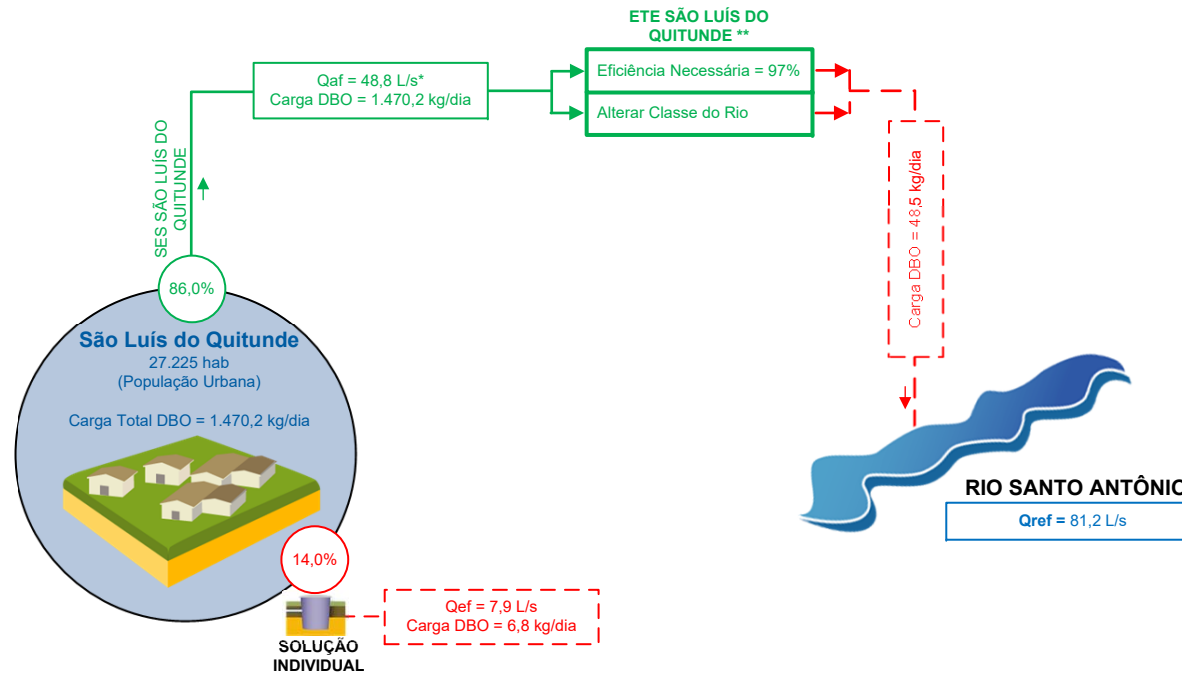 ETE SÃO LUÍS DO
QUITUNDE **
Qaf = 48,8 L/s*
Carga DBO = 1.470,2 kg/dia
Eficiência Necessária = 97%
Alterar Classe do Rio
SES SÃO LUÍS DO
QUITUNDE
Carga DBO = 48,5 kg/dia
86,0%
São Luís do Quitunde
27.225 hab
(População Urbana)
Carga Total DBO = 1.470,2 kg/dia
RIO SANTO ANTÔNIO
Qref = 81,2 L/s
14,0%
Qef = 7,9 L/s
Carga DBO = 6,8 kg/dia
SOLUÇÃO
INDIVIDUAL